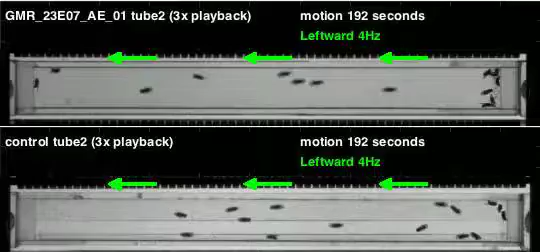 GMR_23E07_AE_01 tube2 (3x playback)
motion 192 seconds
Leftward 4Hz
control tube2 (3x playback)
motion 192 seconds
Leftward 4Hz